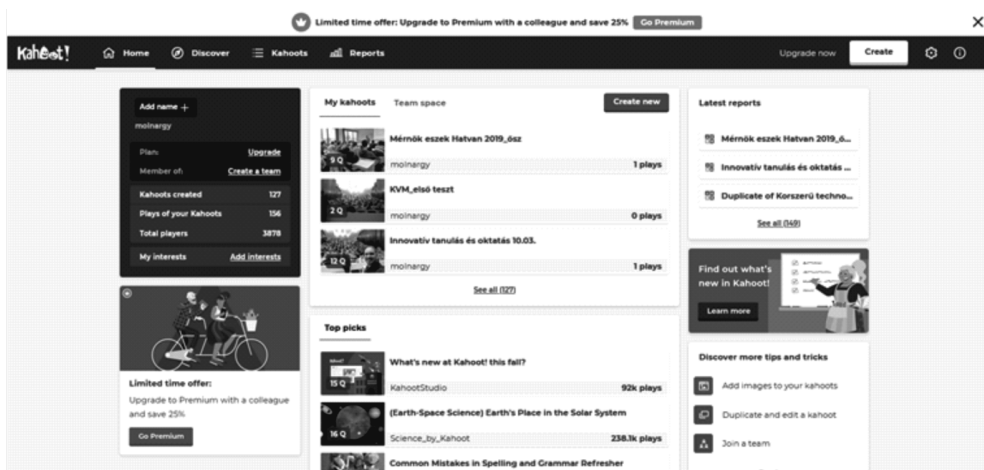 Limited time offer: Upgrade to Premium with a colleague and save 25% Go Premium
Kahoot!
Home
Discover
Kahoots
Reports
Upgrade now
Create
Add name +
molnargy
Plan: Upgrade
Member of: Create a team
Kahoots created 127
Plays of your Kahoots 156
Total players 3878
My interests Add interests
Limited time offer:
Upgrade to Premium with a colleague
and save 25%
Go Premium
My kahoots Team space Create new
9 Q
Mérnök eszek Hatvan 2019_ősz
molnargy 1 plays
2 Q
KVM_első teszt
molnargy 0 plays
12 Q
Innovatív tanulás és oktatás 10.03.
molnargy 1 plays
See all (127)
Top picks
15 Q
What's new at Kahoot! this fall?
KahootStudio 92k plays
16 Q
(Earth-Space Science) Earth's Place in the Solar System
Science_by_Kahoot 238.1k plays
Common Mistakes in Spelling and Grammar Refresher
Latest reports
Mérnök eszek Hatvan 2019_ő...
Innovatív tanulás és oktatás ...
Duplicate of Korszerű techno...
See all (149)
Find out what's
new in Kahoot!
Learn more
Discover more tips and tricks
Add images to your kahoots
Duplicate and edit a kahoot
Join a team